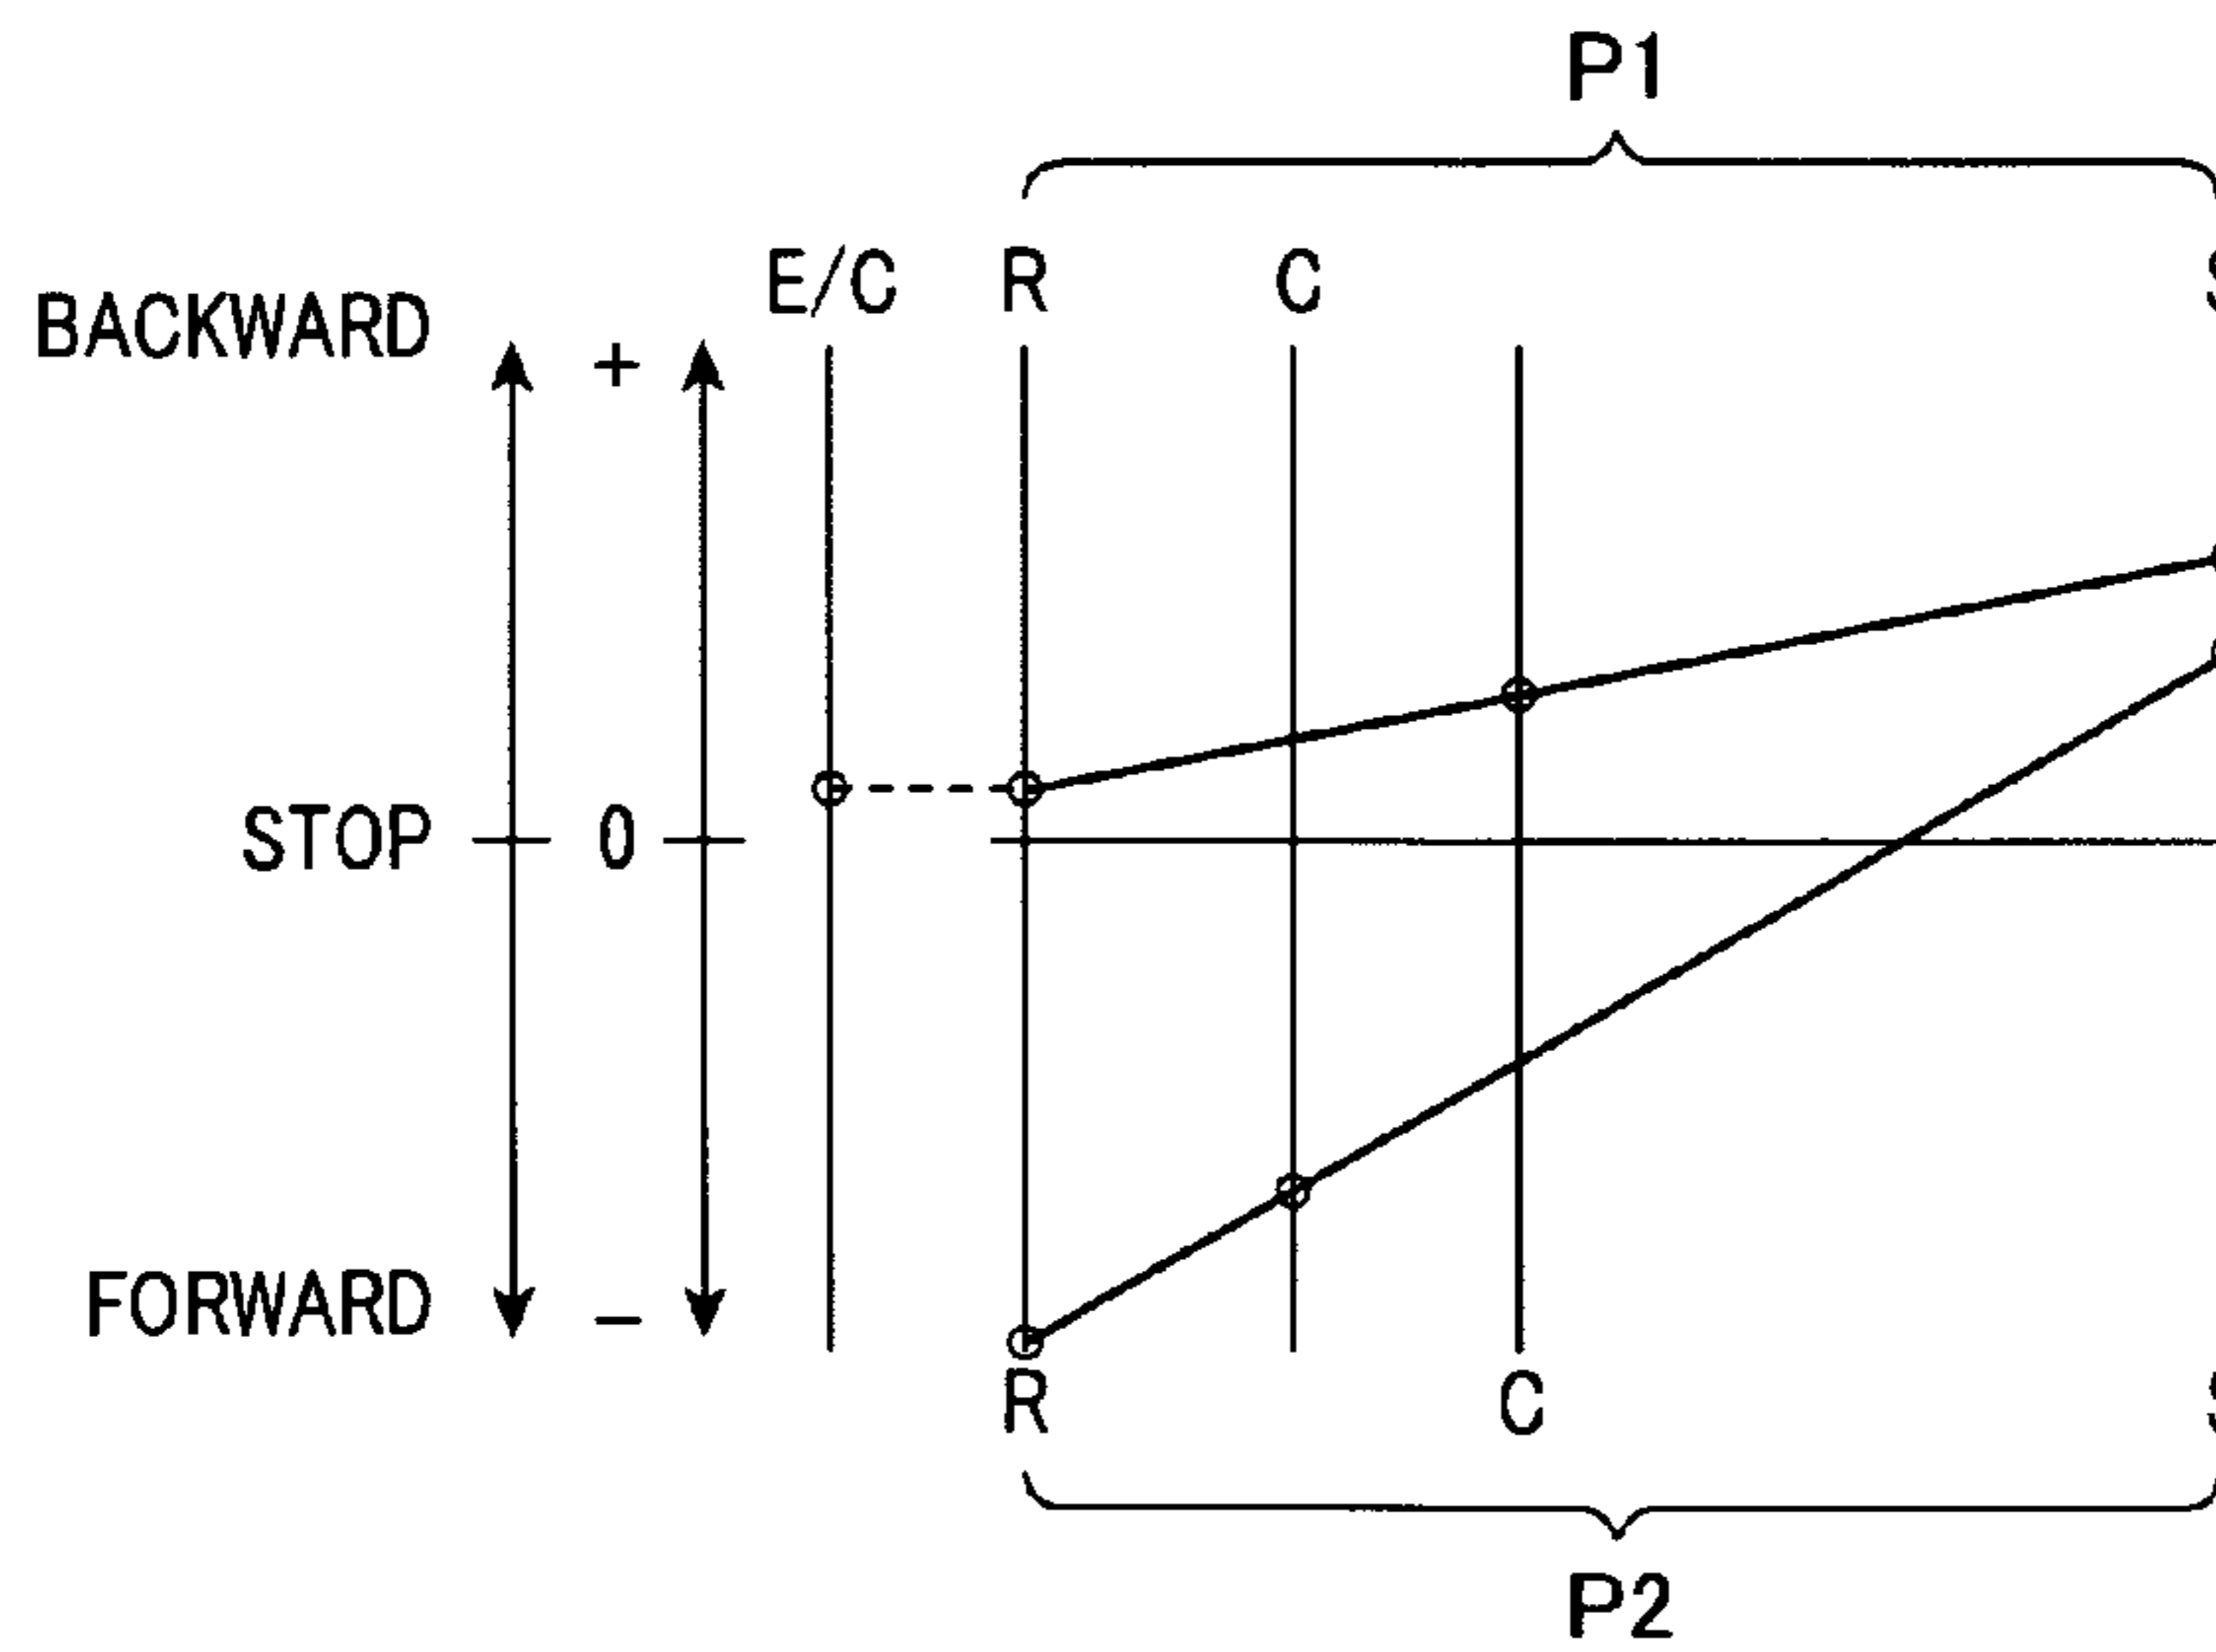 P1
E/C R C
BACKWARD +
STOP 0
FORWARD −
R C
P2